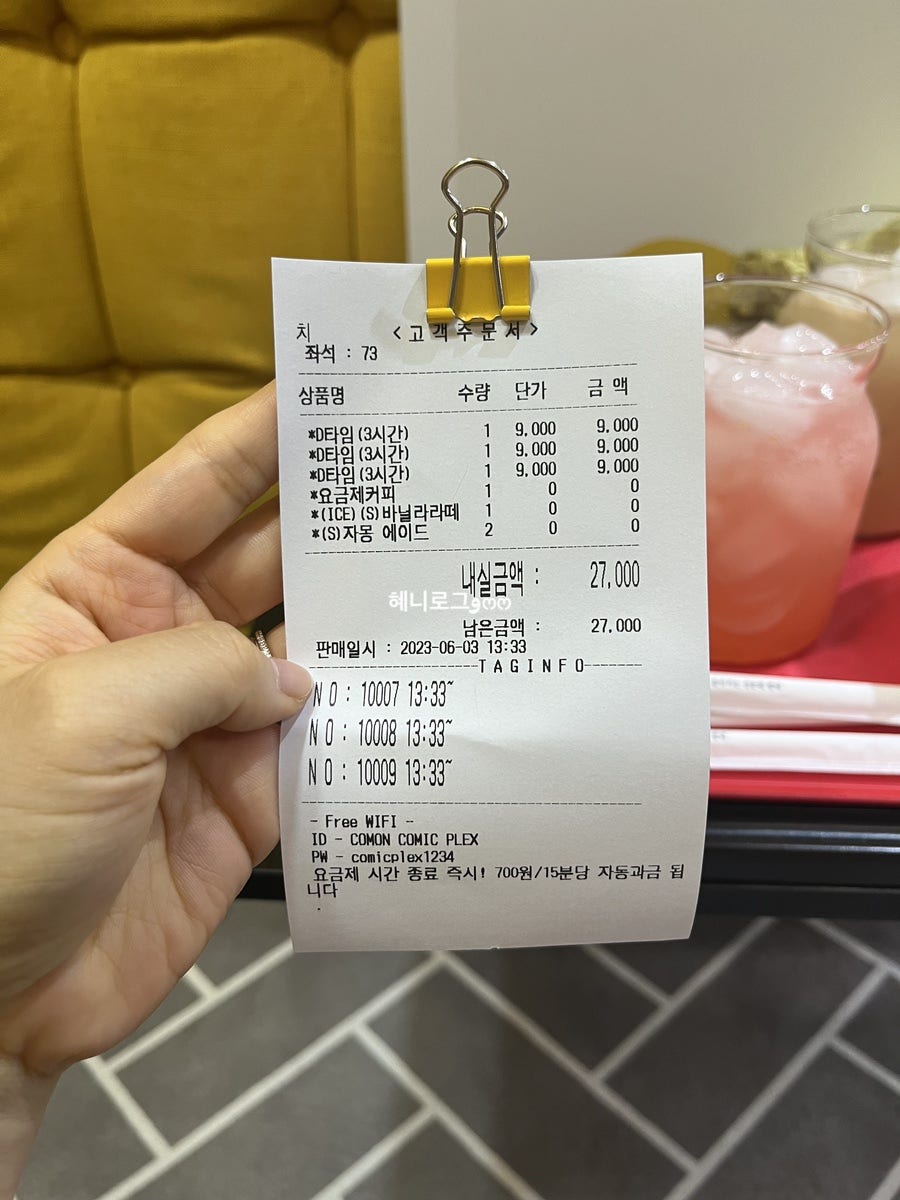 치 <고객주문서>
좌석 : 73
상품명 수량 단가 금 액
*D타임(3시간) 1 9,000 9,000
*D타임(3시간) 1 9,000 9,000
*D타임(3시간) 1 9,000 9,000
*요금제커피 1 0 0
*(ICE)(S)바닐라라떼 1 0 0
*(S)자몽 에이드 2 0 0
내실금액 : 27,000
혜니로그
남은금액 : 27,000
판매일시 : 2023-06-03 13:33
TAGINFO
N O : 10007 13:33~
N O : 10008 13:33~
N O : 10009 13:33~
- Free WIFI -
ID - COMON COMIC PLEX
PW - comicplex1234
요금제 시간 종료 즉시! 700원/15분당 자동과금 됩
니다
.